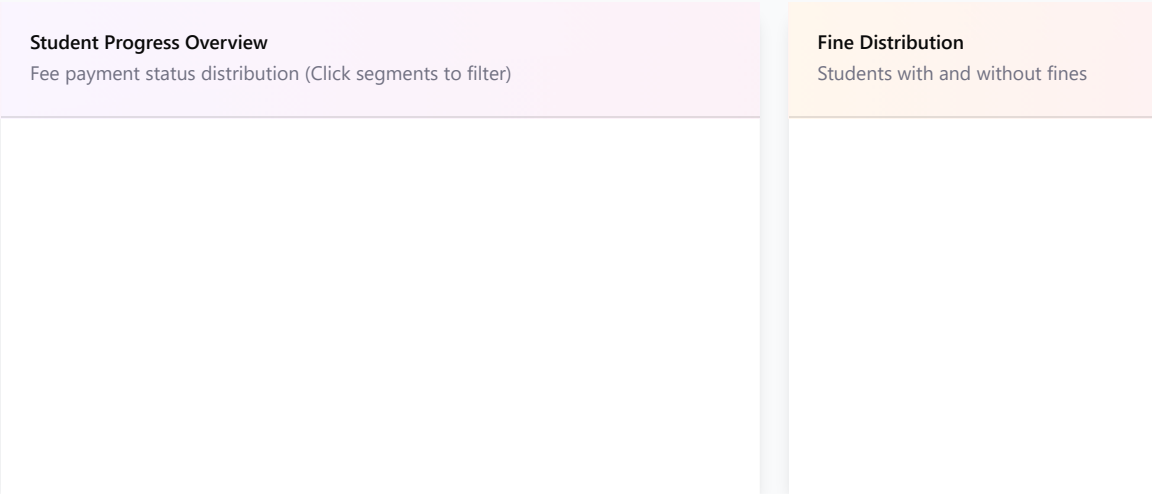 Student Progress Overview
Fee payment status distribution (Click segments to filter)
Fine Distribution
Students with and without fines